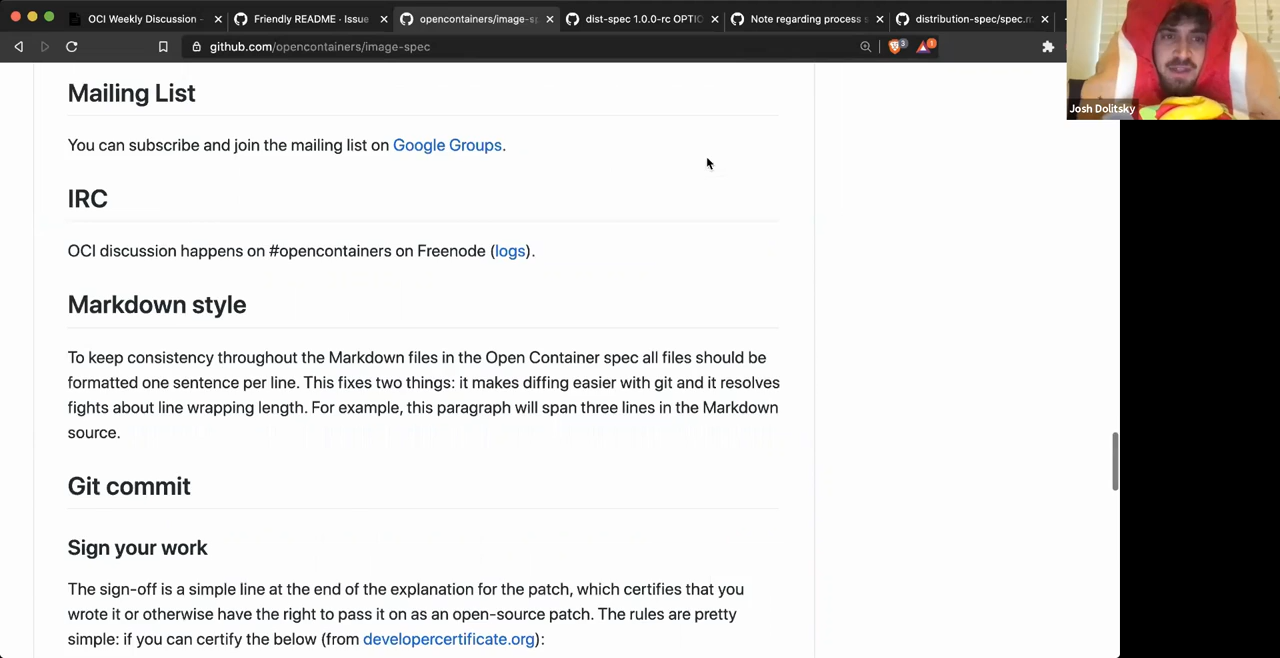 OCI Weekly Discussion -
Friendly README · Issue
opencontainers/image-sp
dist-spec 1.0.0-rc OPTIO
Note regarding process s
distribution-spec/spec.m
github.com/opencontainers/image-spec
3
1
Josh Dolitsky
Mailing List
You can subscribe and join the mailing list on Google Groups.
IRC
OCI discussion happens on #opencontainers on Freenode (logs).
Markdown style
To keep consistency throughout the Markdown files in the Open Container spec all files should be
formatted one sentence per line. This fixes two things: it makes diffing easier with git and it resolves
fights about line wrapping length. For example, this paragraph will span three lines in the Markdown
source.
Git commit
Sign your work
The sign-off is a simple line at the end of the explanation for the patch, which certifies that you
wrote it or otherwise have the right to pass it on as an open-source patch. The rules are pretty
simple: if you can certify the below (from developercertificate.org):